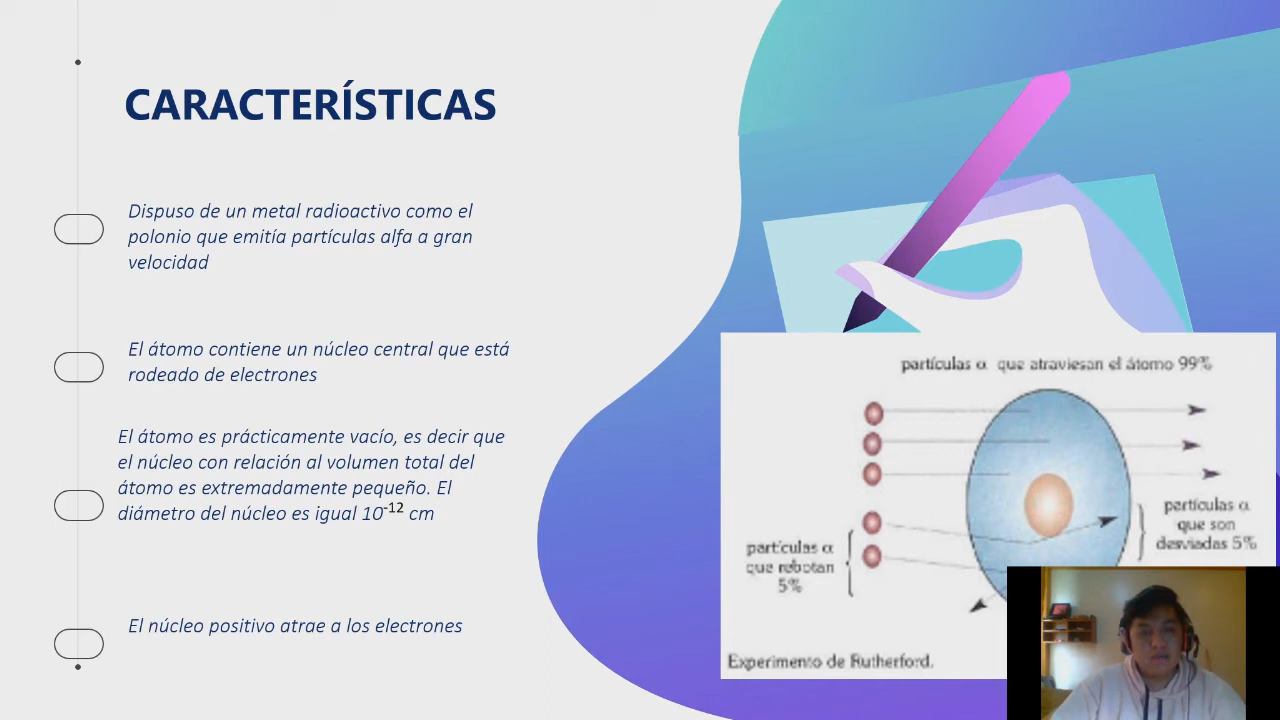 CARACTERÍSTICAS
Dispuso de un metal radioactivo como el
polonio que emitía partículas alfa a gran
velocidad
El átomo contiene un núcleo central que está
rodeado de electrones
El átomo es prácticamente vacío, es decir que
el núcleo con relación al volumen total del
átomo es extremadamente pequeño. El
diámetro del núcleo es igual 10⁻¹² cm
El núcleo positivo atrae a los electrones
partículas α que atraviesan el átomo 99%
partículas α
que son
desviadas 5%
partículas α
que rebotan
5%
Experimento de Rutherford.